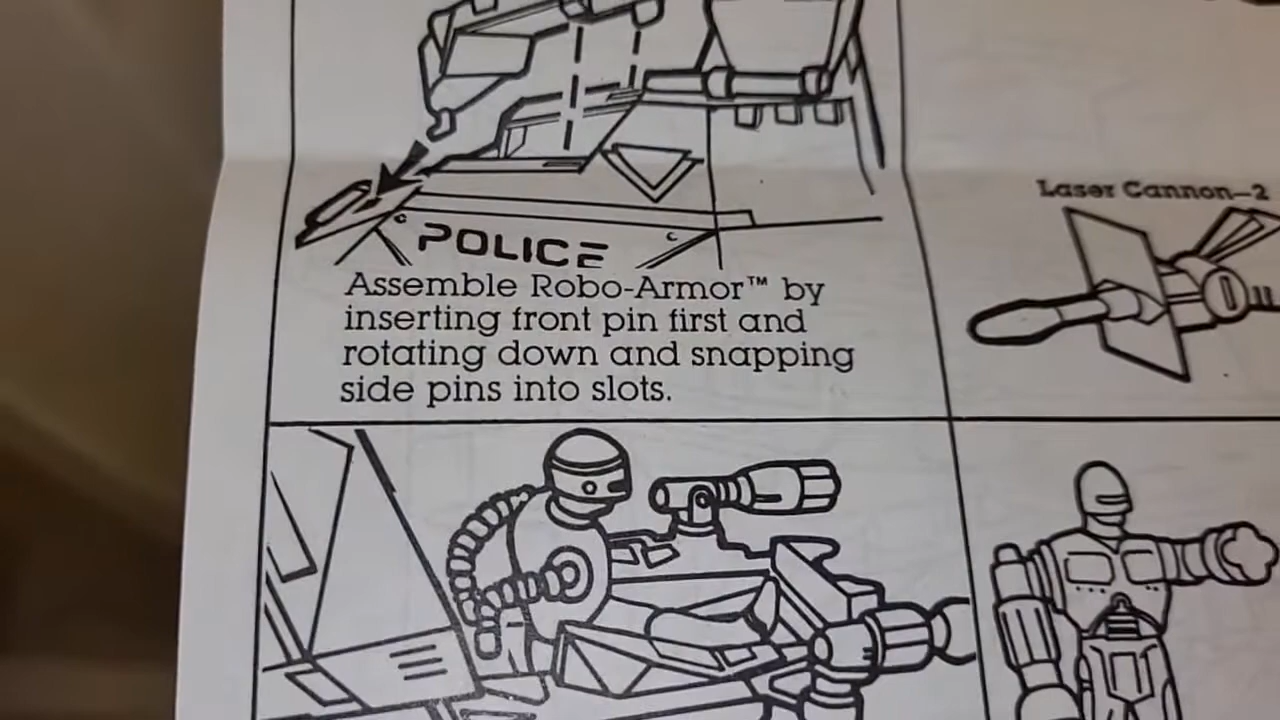 POLICE
Assemble Robo-Armor™ by
inserting front pin first and
rotating down and snapping
side pins into slots.
Laser Cannon–2